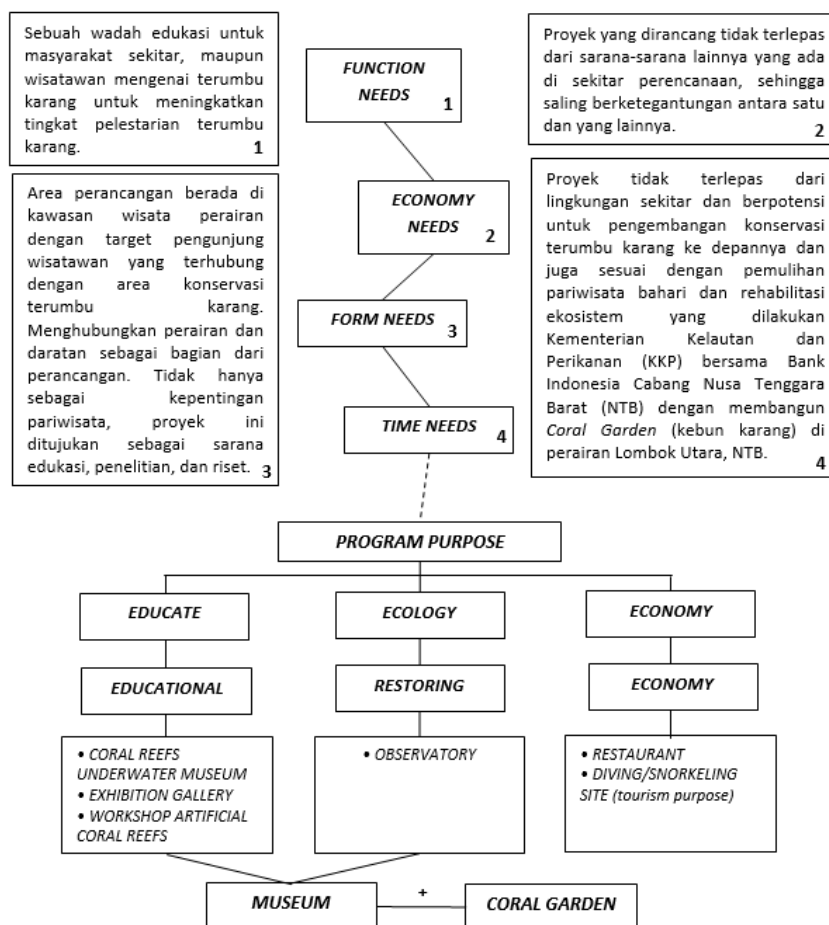 Sebuah wadah edukasi untuk
masyarakat sekitar, maupun
wisatawan mengenai terumbu
karang untuk meningkatkan
tingkat pelestarian terumbu
karang. 1
FUNCTION
NEEDS 1
Proyek yang dirancang tidak terlepas
dari sarana-sarana lainnya yang ada
di sekitar perencanaan, sehingga
saling berketegantungan antara satu
dan yang lainnya. 2
Area perancangan berada di
kawasan wisata perairan
dengan target pengunjung
wisatawan yang terhubung
dengan area konservasi
terumbu karang.
Menghubungkan perairan dan
daratan sebagai bagian dari
perancangan. Tidak hanya
sebagai kepentingan
pariwisata, proyek ini
ditujukan sebagai sarana
edukasi, penelitian, dan riset. 3
ECONOMY
NEEDS 2
FORM NEEDS 3
TIME NEEDS 4
Proyek tidak terlepas dari
lingkungan sekitar dan berpotensi
untuk pengembangan konservasi
terumbu karang ke depannya dan
juga sesuai dengan pemulihan
pariwisata bahari dan rehabilitasi
ekosistem yang dilakukan
Kementerian Kelautan dan
Perikanan (KKP) bersama Bank
Indonesia Cabang Nusa Tenggara
Barat (NTB) dengan membangun
Coral Garden (kebun karang) di
perairan Lombok Utara, NTB. 4
PROGRAM PURPOSE
EDUCATE
ECOLOGY
ECONOMY
EDUCATIONAL
RESTORING
ECONOMY
• CORAL REEFS
UNDERWATER MUSEUM
• EXHIBITION GALLERY
• WORKSHOP ARTIFICIAL
CORAL REEFS
• OBSERVATORY
• RESTAURANT
• DIVING/SNORKELING
SITE (tourism purpose)
MUSEUM
+
CORAL GARDEN